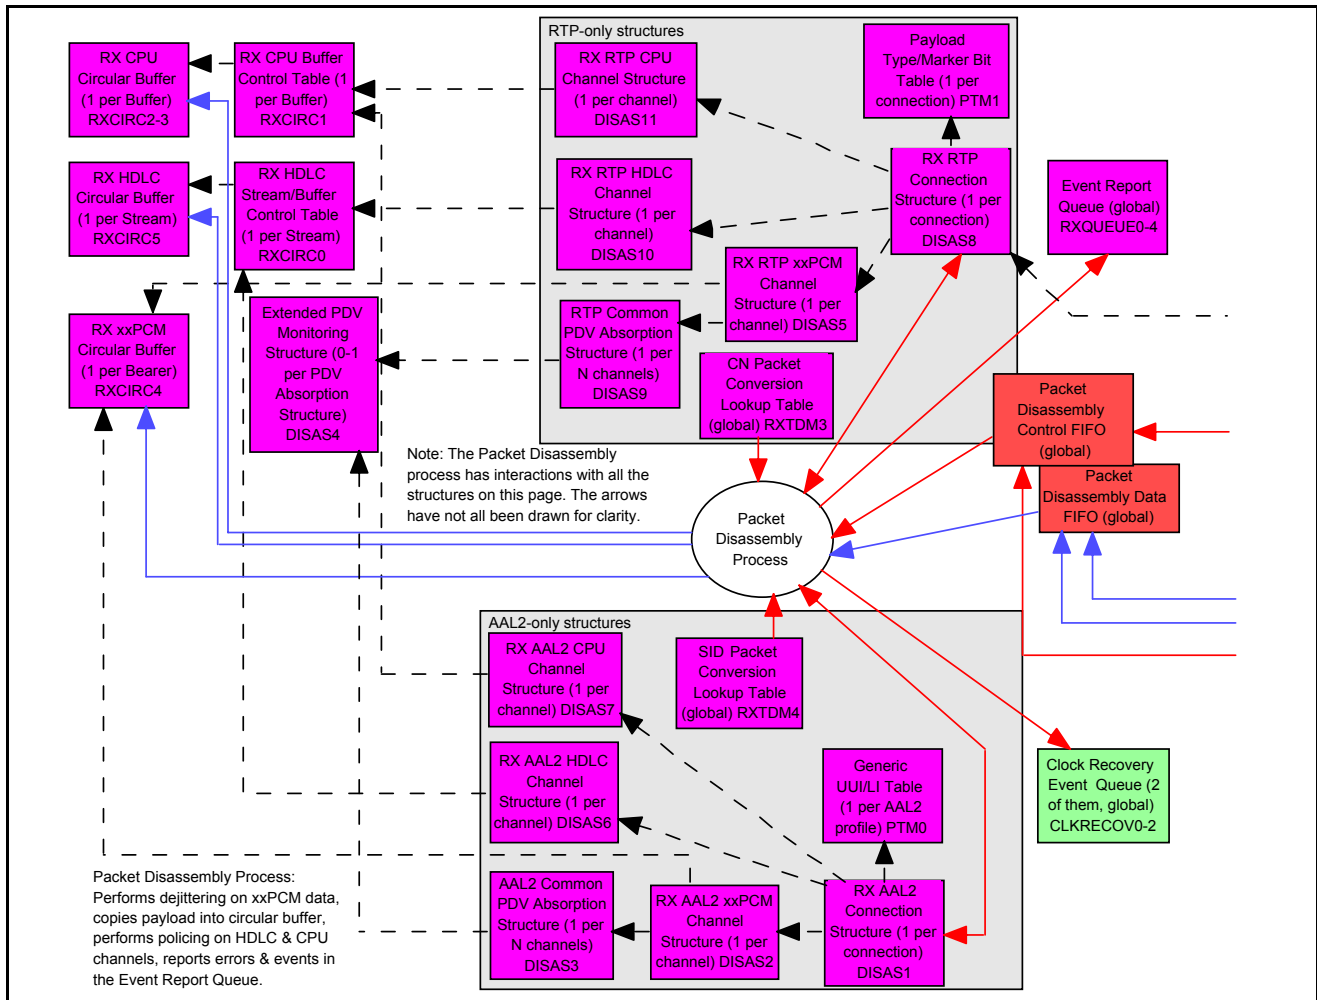 RTP-only structures
RX CPU
Circular Buffer
(1 per Buffer)
RXCIRC2-3
RX CPU Buffer
Control Table (1
per Buffer)
RXCIRC1
RX RTP CPU
Channel Structure
(1 per channel)
DISAS11
Payload
Type/Marker Bit
Table (1 per
connection) PTM1
RX HDLC
Circular Buffer
(1 per Stream)
RXCIRC5
RX HDLC
Stream/Buffer
Control Table
(1 per Stream)
RXCIRC0
RX RTP HDLC
Channel
Structure (1 per
channel)
DISAS10
RX RTP
Connection
Structure (1 per
connection)
DISAS8
Event Report
Queue (global)
RXQUEUE0-4
RX RTP xxPCM
Channel
Structure (1 per
channel) DISAS5
RX xxPCM
Circular Buffer
(1 per Bearer)
RXCIRC4
Extended PDV
Monitoring
Structure (0-1
per PDV
Absorption
Structure)
DISAS4
RTP Common
PDV Absorption
Structure (1 per
N channels)
DISAS9
CN Packet
Conversion
Lookup Table
(global) RXTDM3
Packet
Disassembly
Control FIFO
(global)
Packet
Disassembly Data
FIFO (global)
Note: The Packet Disassembly
process has interactions with all the
structures on this page. The arrows
have not all been drawn for clarity.
Packet
Disassembly
Process
AAL2-only structures
RX AAL2 CPU
Channel
Structure (1 per
channel) DISAS7
SID Packet
Conversion
Lookup Table
(global) RXTDM4
RX AAL2 HDLC
Channel
Structure (1 per
channel) DISAS6
Generic
UUI/LI Table
(1 per AAL2
profile) PTM0
Clock Recovery
Event Queue (2
of them, global)
CLKRECOV0-2
Packet Disassembly Process:
Performs dejittering on xxPCM data,
copies payload into circular buffer,
performs policing on HDLC & CPU
channels, reports errors & events in
the Event Report Queue.
AAL2 Common
PDV Absorption
Structure (1 per
N channels)
DISAS3
RX AAL2 xxPCM
Channel
Structure (1 per
channel) DISAS2
RX AAL2
Connection
Structure (1 per
connection)
DISAS1